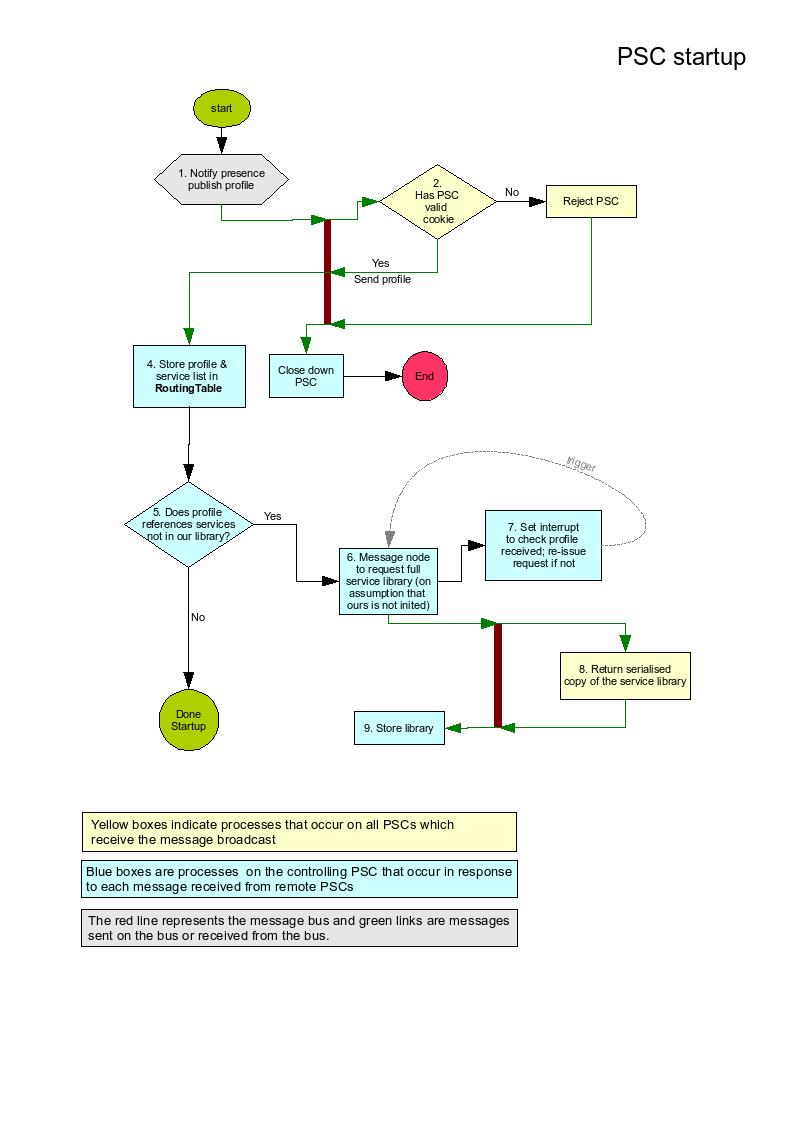 PSC startup
start
1. Notify presence
publish profile
2.
Has PSC
valid
cookie
No
Reject PSC
Yes
Send profile
4. Store profile &
service list in
RoutingTable
Close down
PSC
End
trigger
5. Does profile
references services
not in our library?
Yes
7. Set interrupt
to check profile
received; re-issue
request if not
6. Message node
to request full
service library (on
assumption that
ours is not inited)
No
8. Return serialised
copy of the service library
Done
Startup
9. Store library
Yellow boxes indicate processes that occur on all PSCs which
receive the message broadcast
Blue boxes are processes on the controlling PSC that occur in response
to each message received from remote PSCs
The red line represents the message bus and green links are messages
sent on the bus or received from the bus.